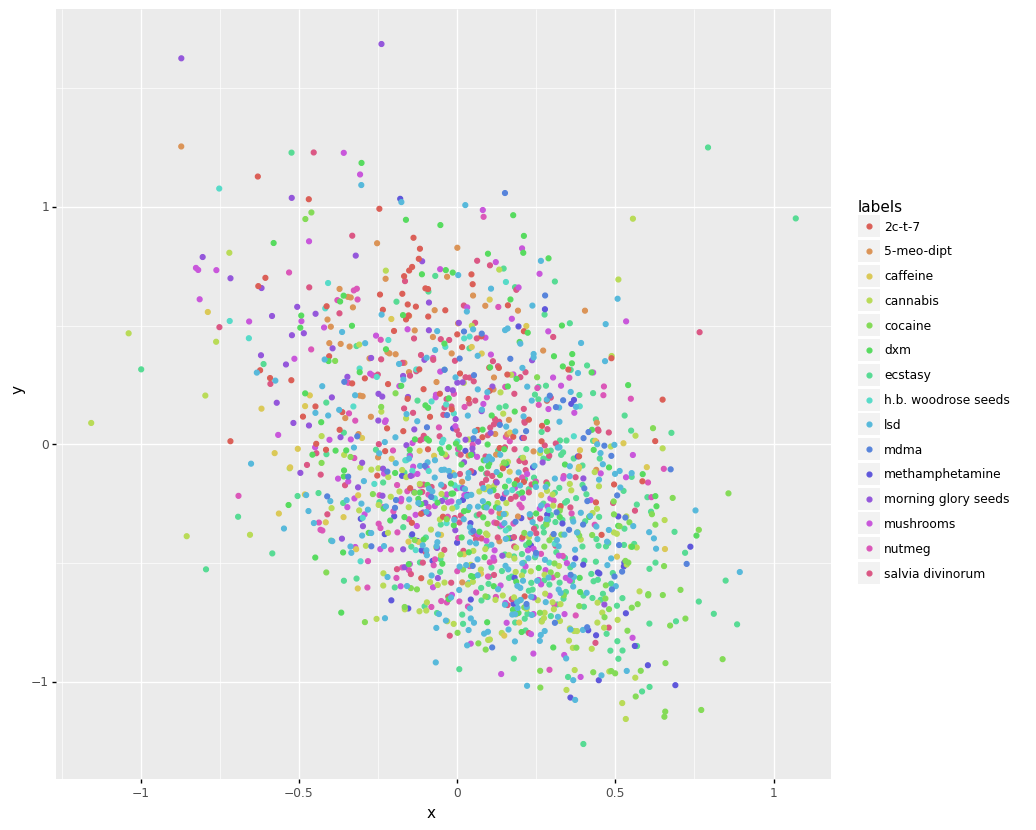 1
0
−1
y
−1
−0.5
0
0.5
1
x
labels
2c-t-7
5-meo-dipt
caffeine
cannabis
cocaine
dxm
ecstasy
h.b. woodrose seeds
lsd
mdma
methamphetamine
morning glory seeds
mushrooms
nutmeg
salvia divinorum